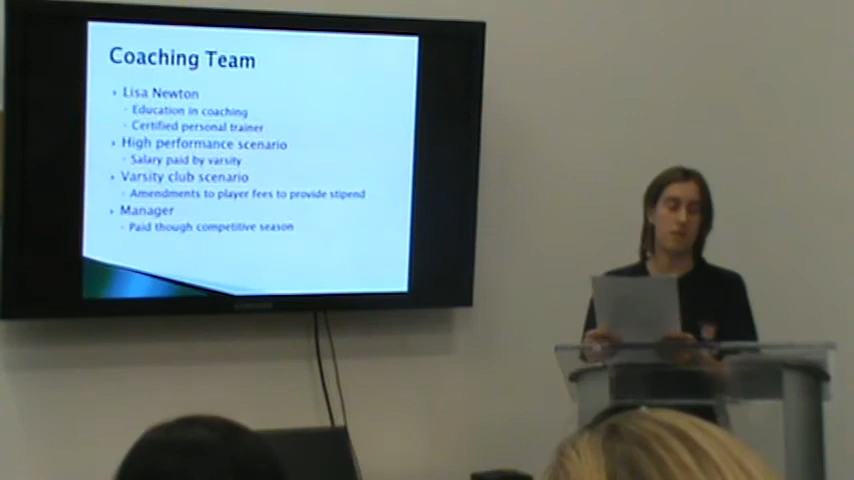 Coaching Team
Lisa Newton
Education in coaching
Certified personal trainer
High performance scenario
Salary paid by varsity
Varsity club scenario
Amendments to player fees to provide stipend
Manager
Paid though competitive season
SAMSUNG